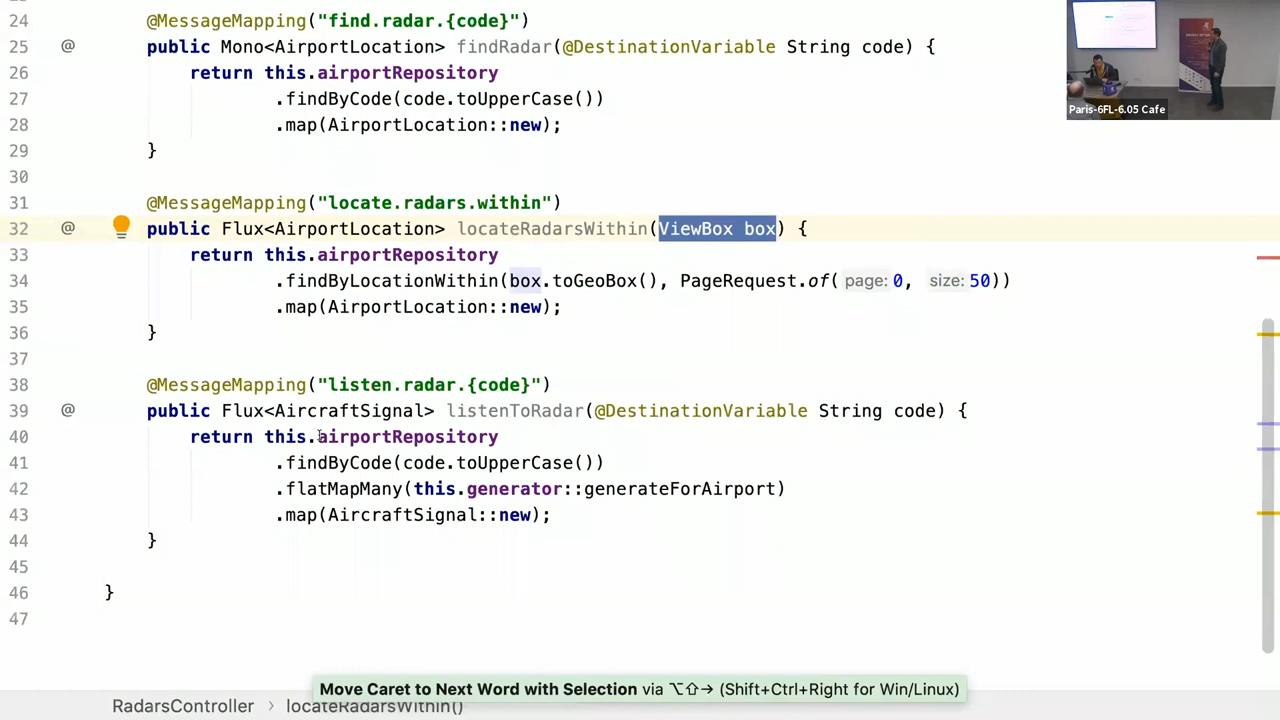 24 @MessageMapping("find.radar.{code}")
25 @ public Mono<AirportLocation> findRadar(@DestinationVariable String code) {
26 return this.airportRepository
27 .findByCode(code.toUpperCase())
28 .map(AirportLocation::new);
29 }
30
31 @MessageMapping("locate.radars.within")
32 @ public Flux<AirportLocation> locateRadarsWithin(ViewBox box) {
33 return this.airportRepository
34 .findByLocationWithin(box.toGeoBox(), PageRequest.of( page: 0, size: 50))
35 .map(AirportLocation::new);
36 }
37
38 @MessageMapping("listen.radar.{code}")
39 @ public Flux<AircraftSignal> listenToRadar(@DestinationVariable String code) {
40 return this.airportRepository
41 .findByCode(code.toUpperCase())
42 .flatMapMany(this.generator::generateForAirport)
43 .map(AircraftSignal::new);
44 }
45
46 }
47
Move Caret to Next Word with Selection via ⌥⇧→ (Shift+Ctrl+Right for Win/Linux)
RadarsController › locateRadarsWithin()
Paris-6FL-6.05 Cafe